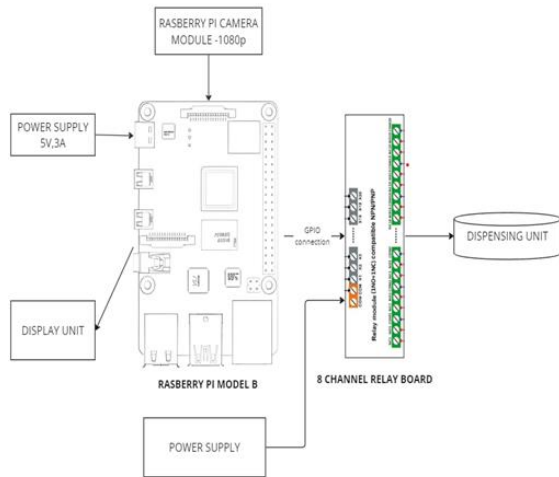 RASBERRY PI CAMERA
MODULE -1080p
POWER SUPPLY
5V,3A
GPIO
connection
Relay module (1NO+1NC) compatible NPN/PNP
DISPENSING UNIT
DISPLAY UNIT
RASBERRY PI MODEL B
8 CHANNEL RELAY BOARD
POWER SUPPLY